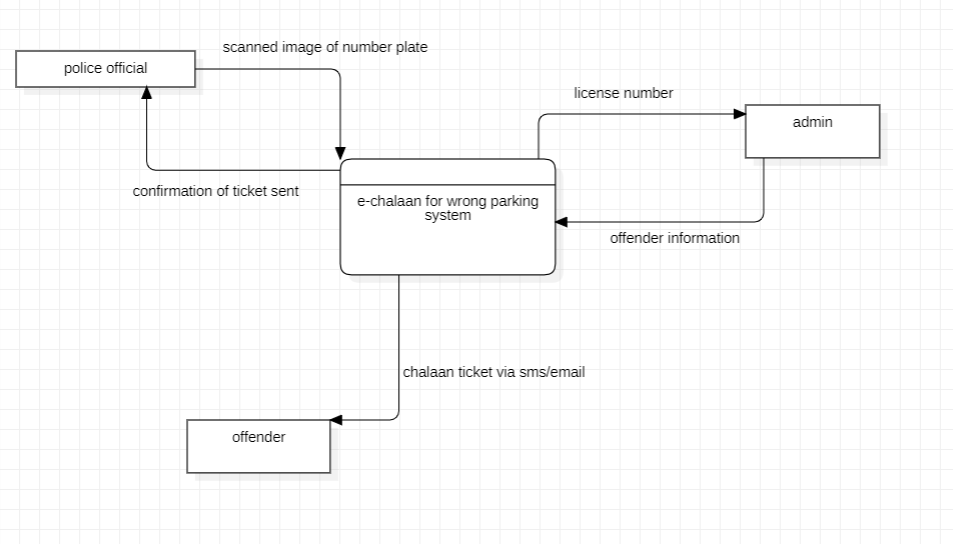 scanned image of number plate
police official
license number
admin
confirmation of ticket sent
e-chalaan for wrong parking
system
offender information
chalaan ticket via sms/email
offender